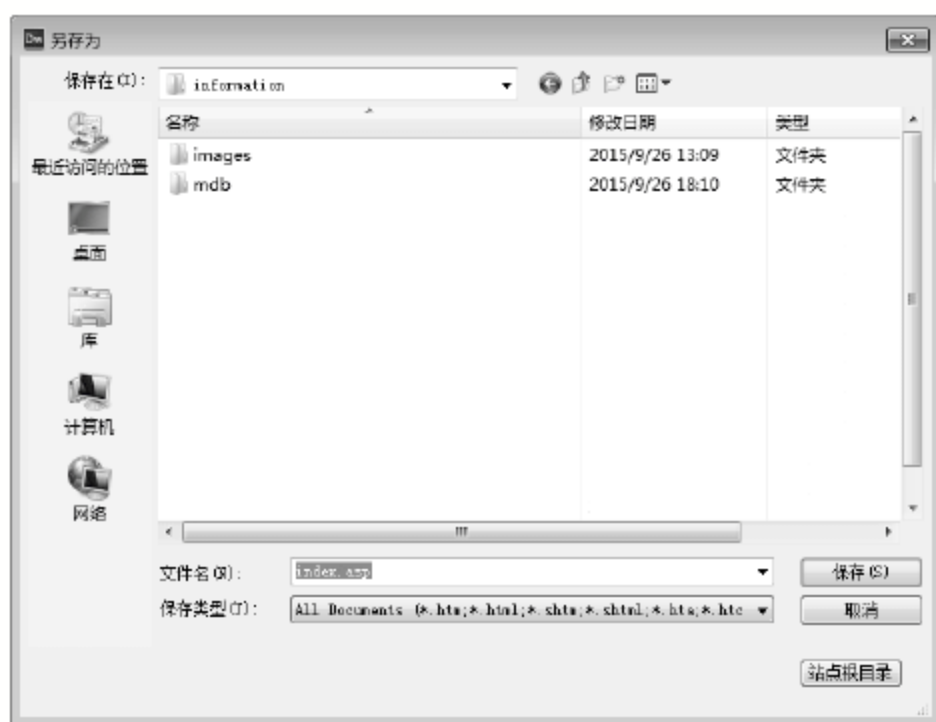 Dw 另存为
保存在(I): information
名称 修改日期 类型
images 2015/9/26 13:09 文件夹
mdb 2015/9/26 18:10 文件夹
最近访问的位置
桌面
库
计算机
网络
文件名(N): index.asp 保存(S)
保存类型(T): All Documents (*.htm;*.html;*.shtm;*.shtml;*.hta;*.htc 取消
站点根目录